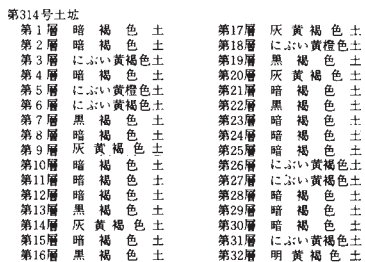 第314号土坑
第1層 暗褐色土
第2層 暗褐色土
第3層 にぶい黄褐色土
第4層 暗褐色土
第5層 にぶい黄橙色土
第6層 にぶい黄褐色土
第7層 黒褐色土
第8層 暗褐色土
第9層 灰黄褐色土
第10層 暗褐色土
第11層 暗褐色土
第12層 暗褐色土
第13層 黒褐色土
第14層 灰黄褐色土
第15層 暗褐色土
第16層 黒褐色土
第17層 灰黄褐色土
第18層 にぶい黄橙色土
第19層 黒褐色土
第20層 灰黄褐色土
第21層 暗褐色土
第22層 黒褐色土
第23層 暗褐色土
第24層 暗褐色土
第25層 暗褐色土
第26層 にぶい黄褐色土
第27層 にぶい黄褐色土
第28層 暗褐色土
第29層 暗褐色土
第30層 暗褐色土
第31層 にぶい黄褐色土
第32層 明黄褐色土